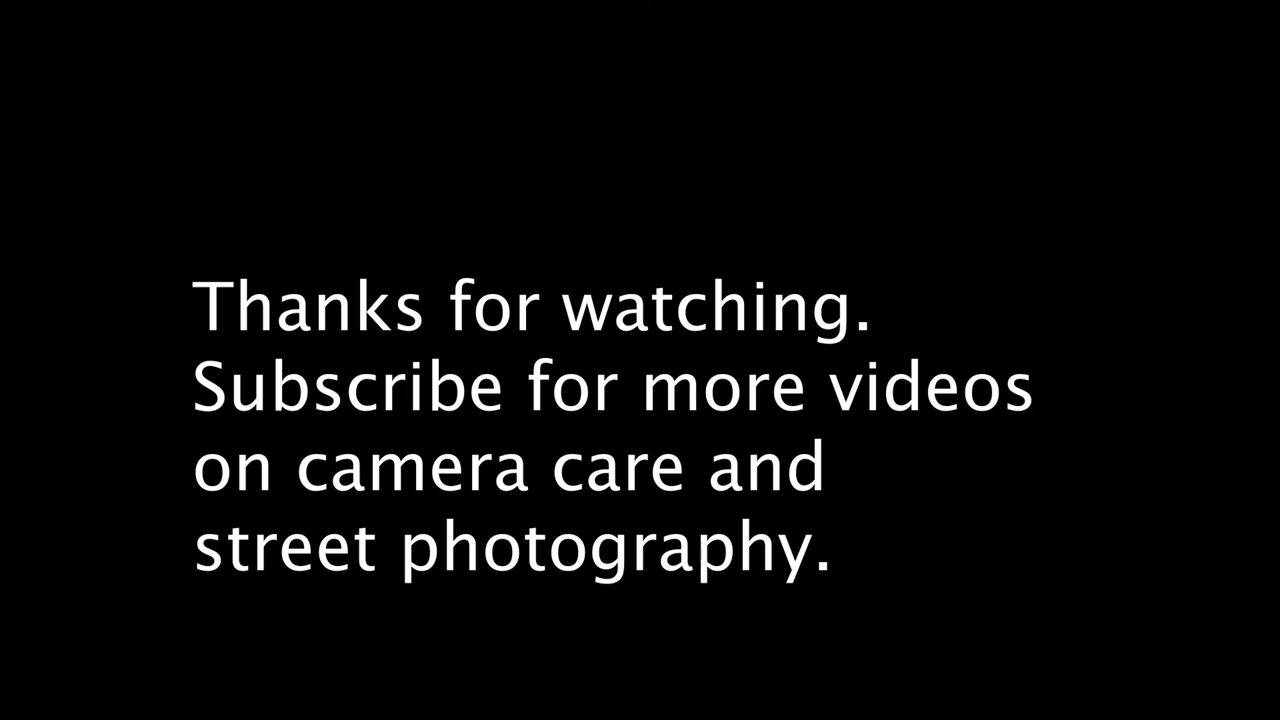 Thanks for watching.
Subscribe for more videos
on camera care and
street photography.